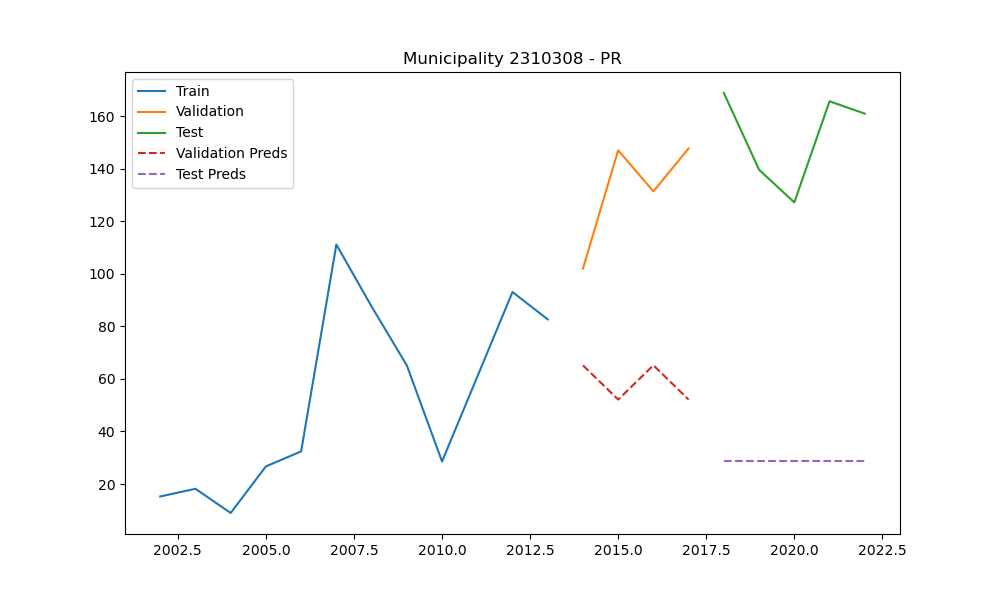 Municipality 2310308 - PR
Train
Validation
Test
Validation Preds
Test Preds
160
140
120
100
80
60
40
20
2002.5 2005.0 2007.5 2010.0 2012.5 2015.0 2017.5 2020.0 2022.5